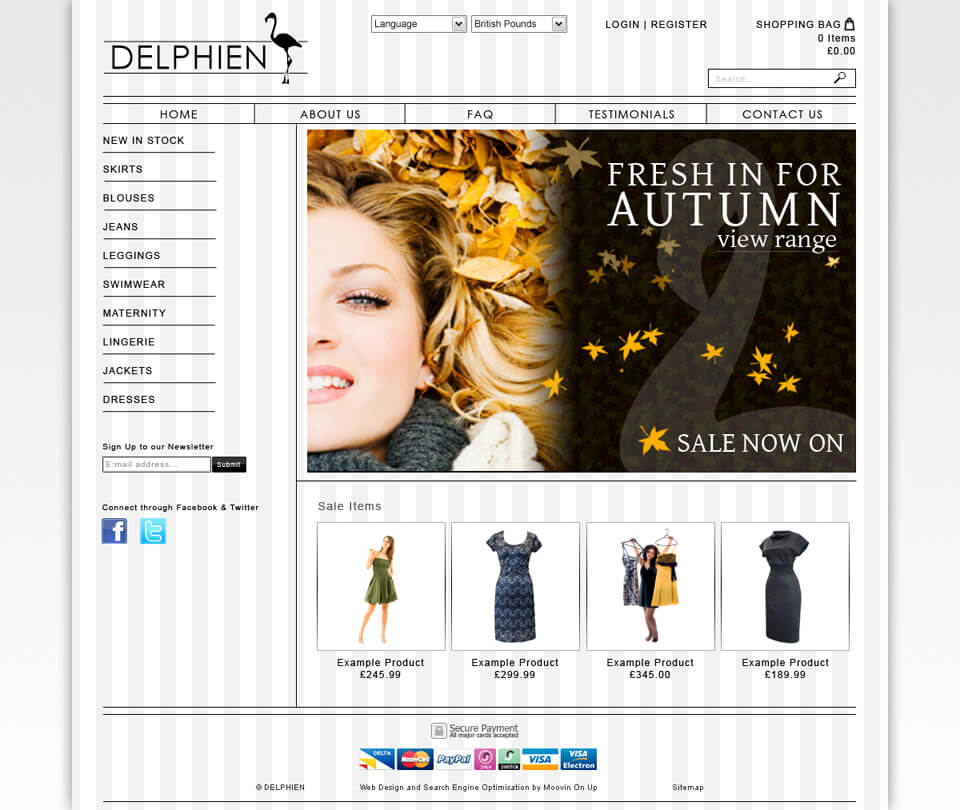 DELPHIEN
Language
British Pounds
LOGIN | REGISTER
SHOPPING BAG
0 Items
£0.00
Search...
HOME
ABOUT US
FAQ
TESTIMONIALS
CONTACT US
NEW IN STOCK
SKIRTS
BLOUSES
JEANS
LEGGINGS
SWIMWEAR
MATERNITY
LINGERIE
JACKETS
DRESSES
Sign Up to our Newsletter
E:mail address...
Submit
Connect through Facebook & Twitter
f
t
FRESH IN FOR
AUTUMN
view range
SALE NOW ON
Sale Items
Example Product
£245.99
Example Product
£299.99
Example Product
£345.00
Example Product
£189.99
Secure Payment
All major cards accepted
DELTA
MasterCard
PayPal
VISA
VISA
Electron
© DELPHIEN
Web Design and Search Engine Optimisation by Moovin On Up
Sitemap